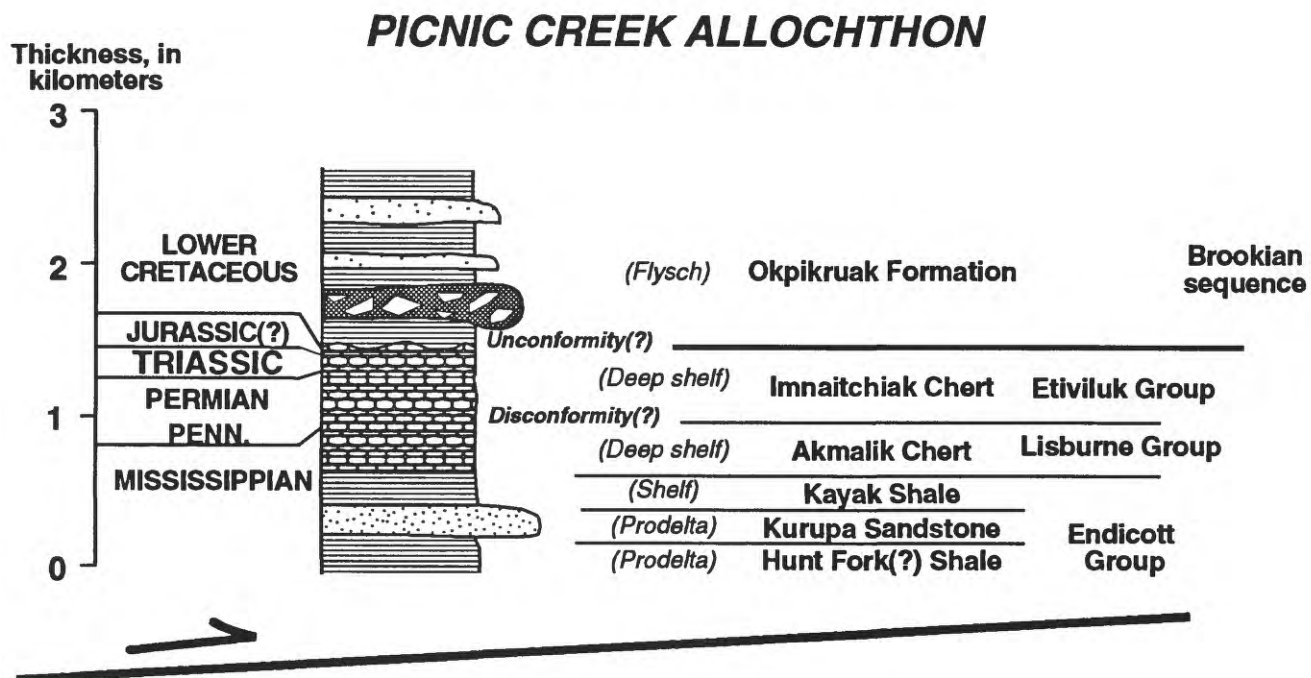 PICNIC CREEK ALLOCHTHON
Thickness, in
kilometers
3
2
1
0
LOWER
CRETACEOUS
JURASSIC(?)
TRIASSIC
PERMIAN
PENN.
MISSISSIPPIAN
(Flysch) Okpikruak Formation
Brookian
sequence
Unconformity(?)
(Deep shelf) Imnaitchiak Chert Etiviluk Group
Disconformity(?)
(Deep shelf) Akmalik Chert Lisburne Group
(Shelf) Kayak Shale
(Prodelta) Kurupa Sandstone
(Prodelta) Hunt Fork(?) Shale
Endicott
Group